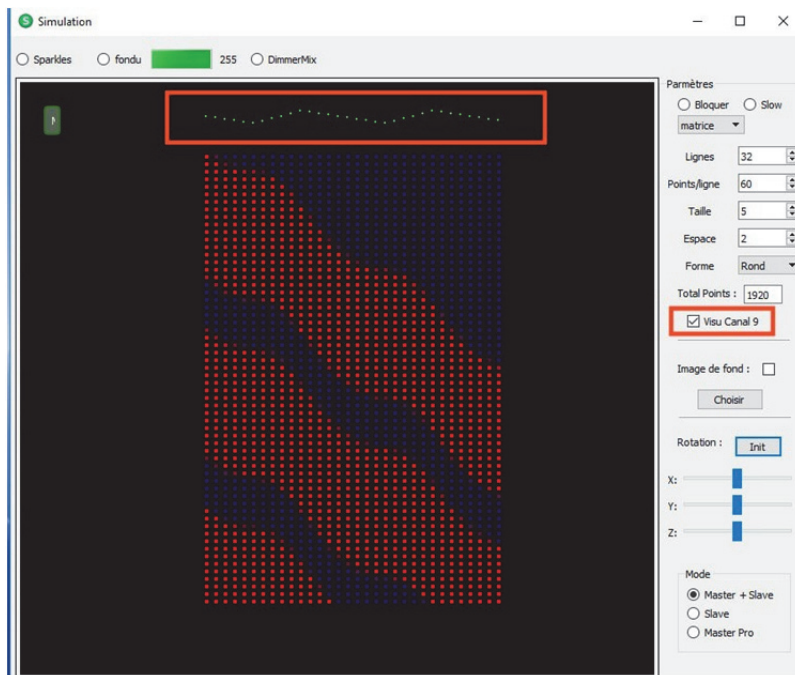 Simulation
Sparkles fondu 255 DimmerMix
Parmètres
Bloquer Slow
matrice
Lignes 32
Points/ligne 60
Taille 5
Espace 2
Forme Rond
Total Points : 1920
Visu Canal 9
Image de fond :
Choisir
Rotation : Init
X:
Y:
Z:
Mode
Master + Slave
Slave
Master Pro